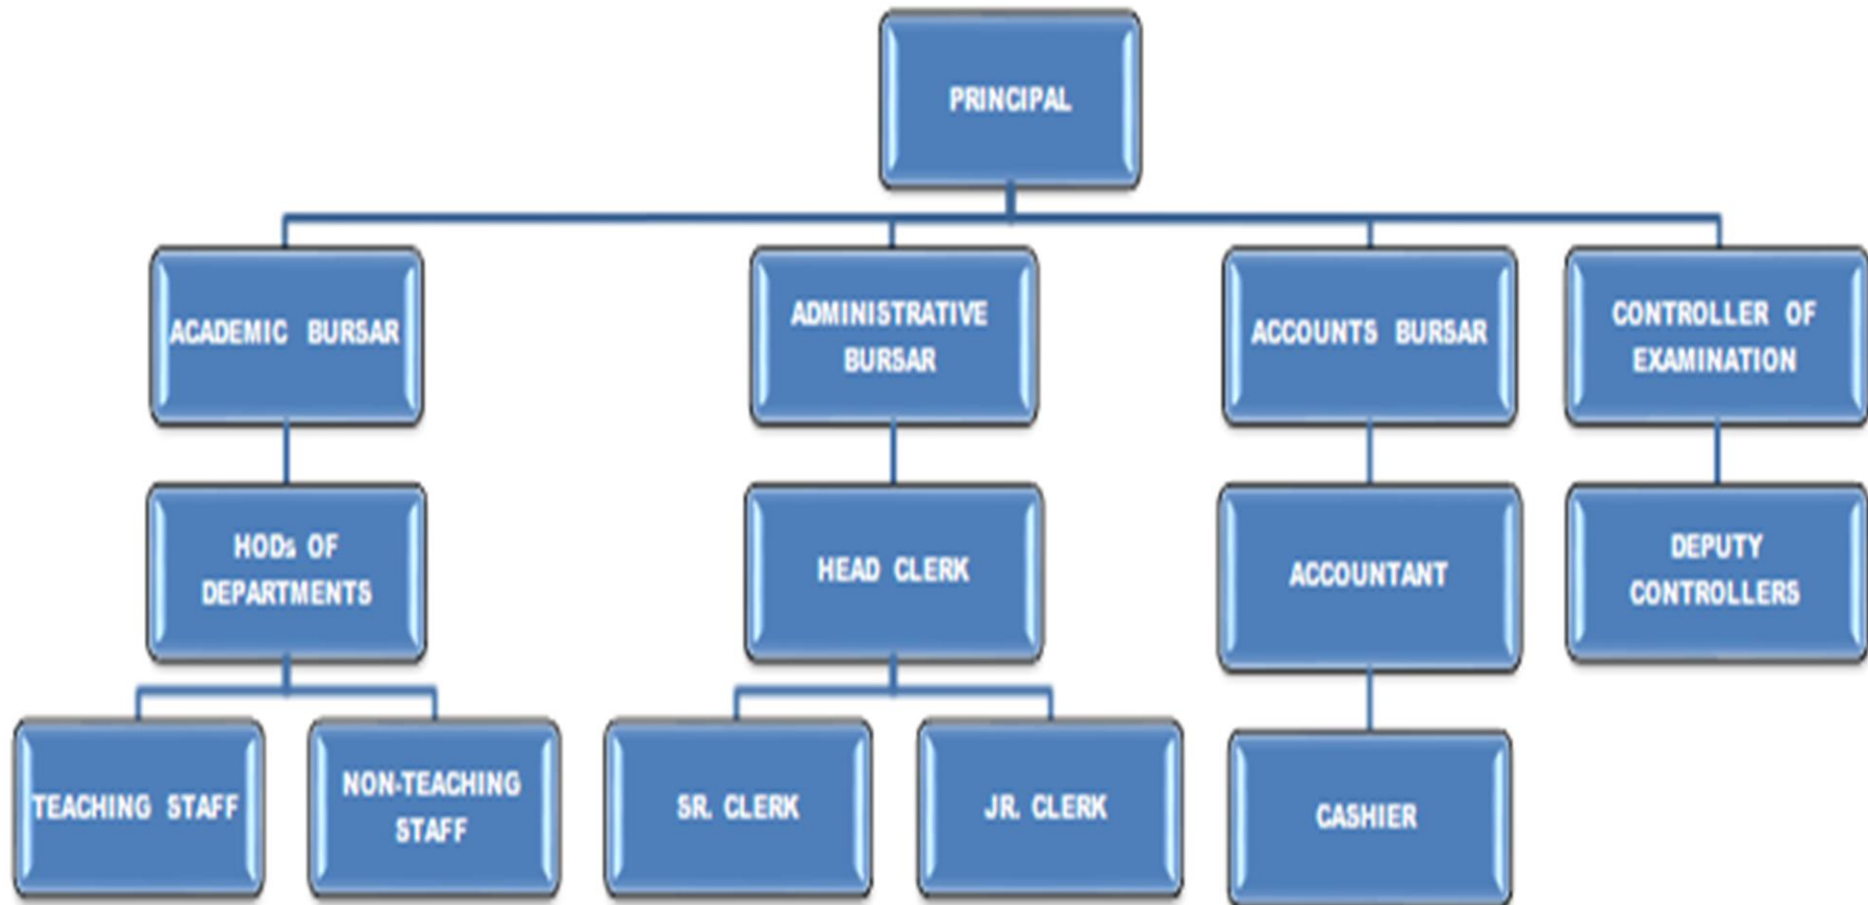 PRINCIPAL
ACADEMIC BURSAR
ADMINISTRATIVE
BURSAR
ACCOUNTS BURSAR
CONTROLLER OF
EXAMINATION
HODs OF
DEPARTMENTS
HEAD CLERK
ACCOUNTANT
DEPUTY
CONTROLLERS
TEACHING STAFF
NON-TEACHING
STAFF
SR. CLERK
JR. CLERK
CASHIER